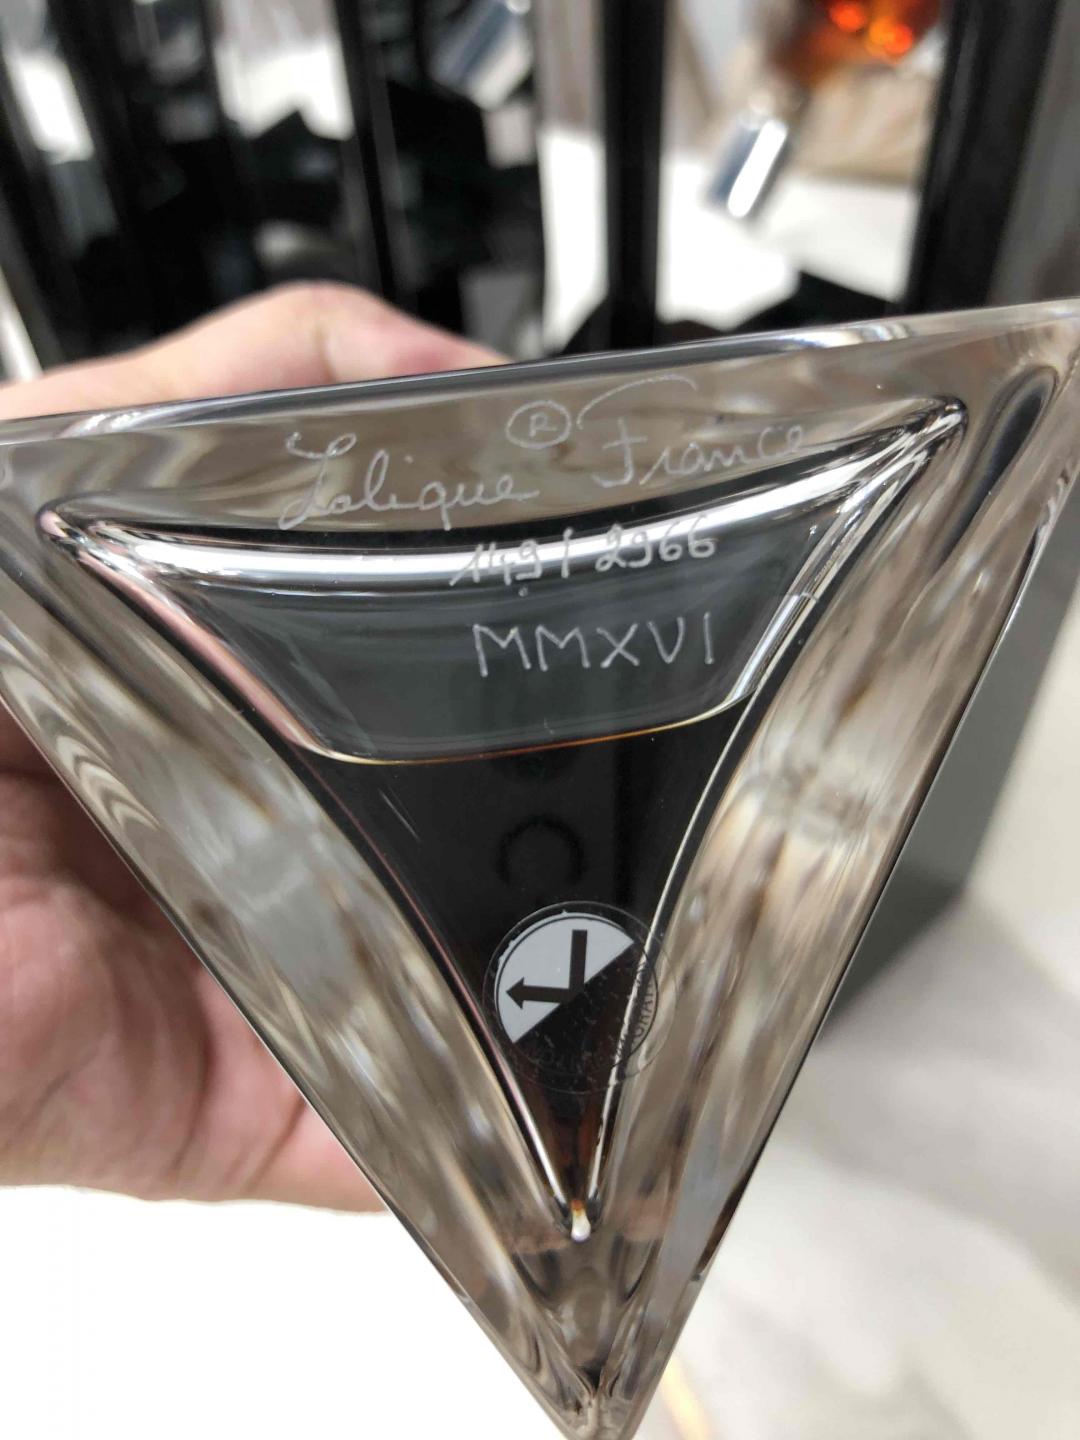 Lalique ® France
149 / 2966
MMXVI